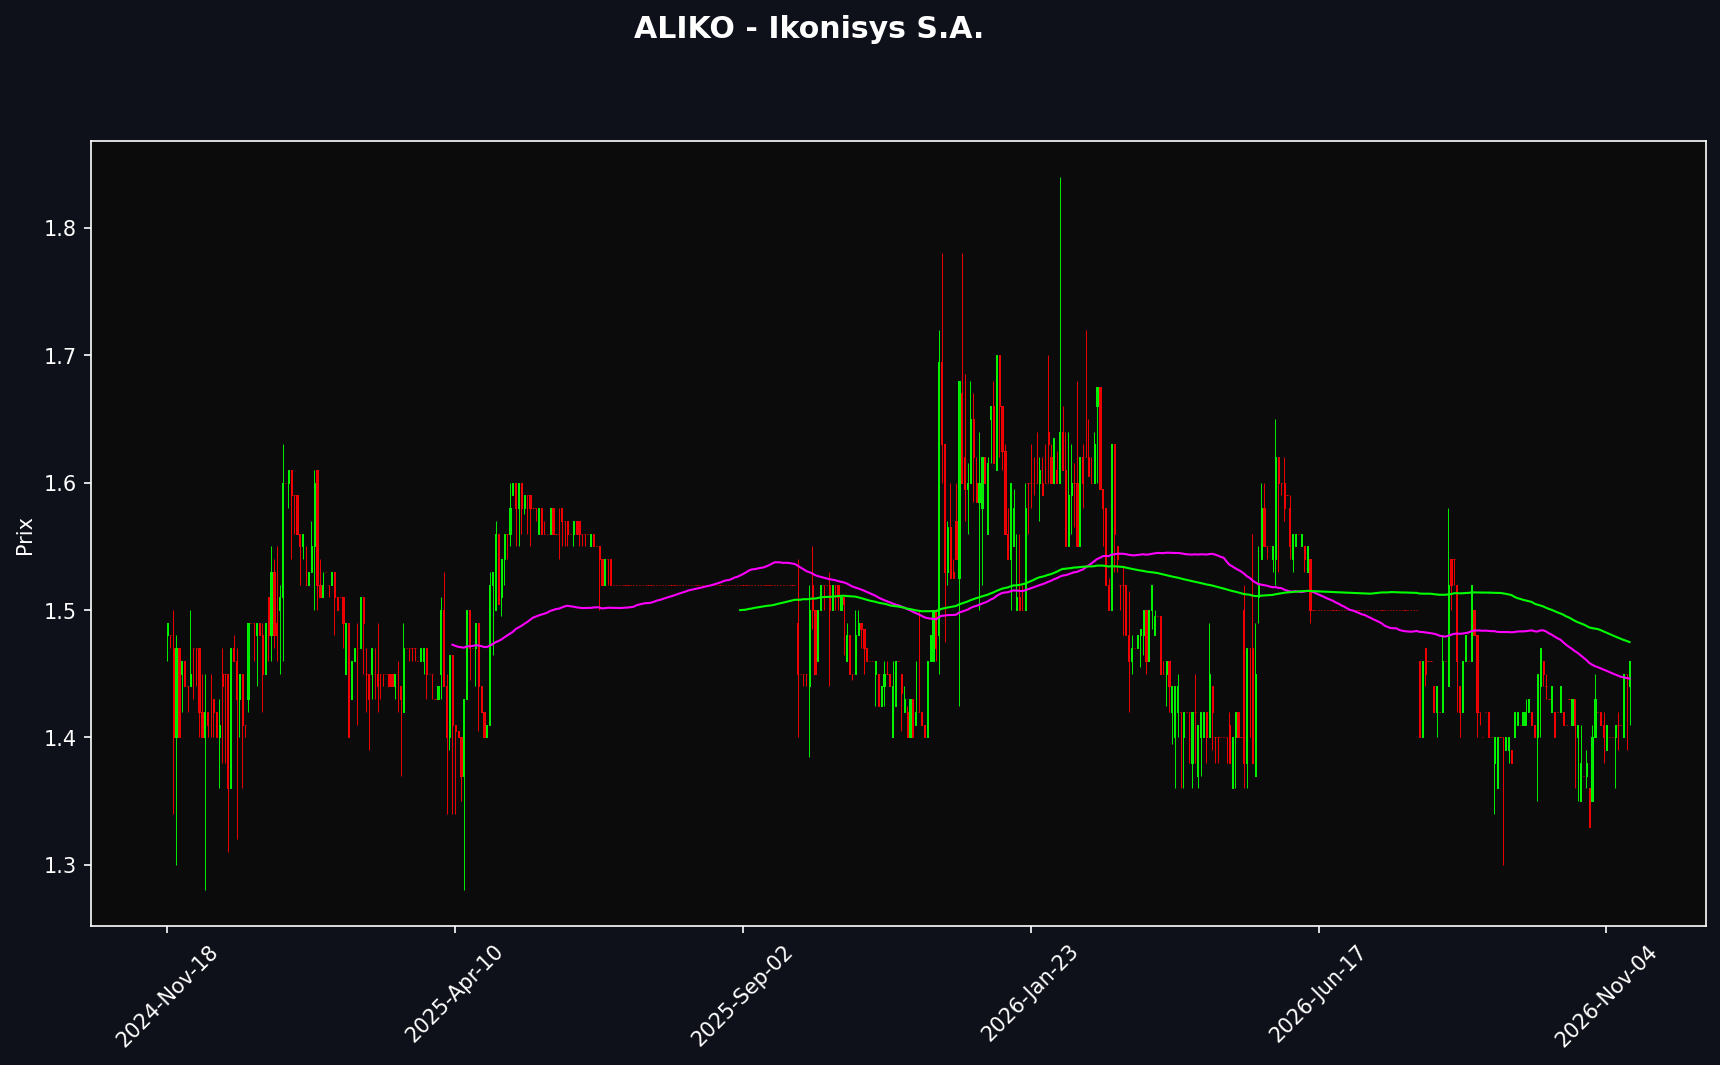 ALIKO - Ikonisys S.A.
Prix
1.8
1.7
1.6
1.5
1.4
1.3
2024-Nov-18
2025-Apr-10
2025-Sep-02
2026-Jan-23
2026-Jun-17
2026-Nov-04